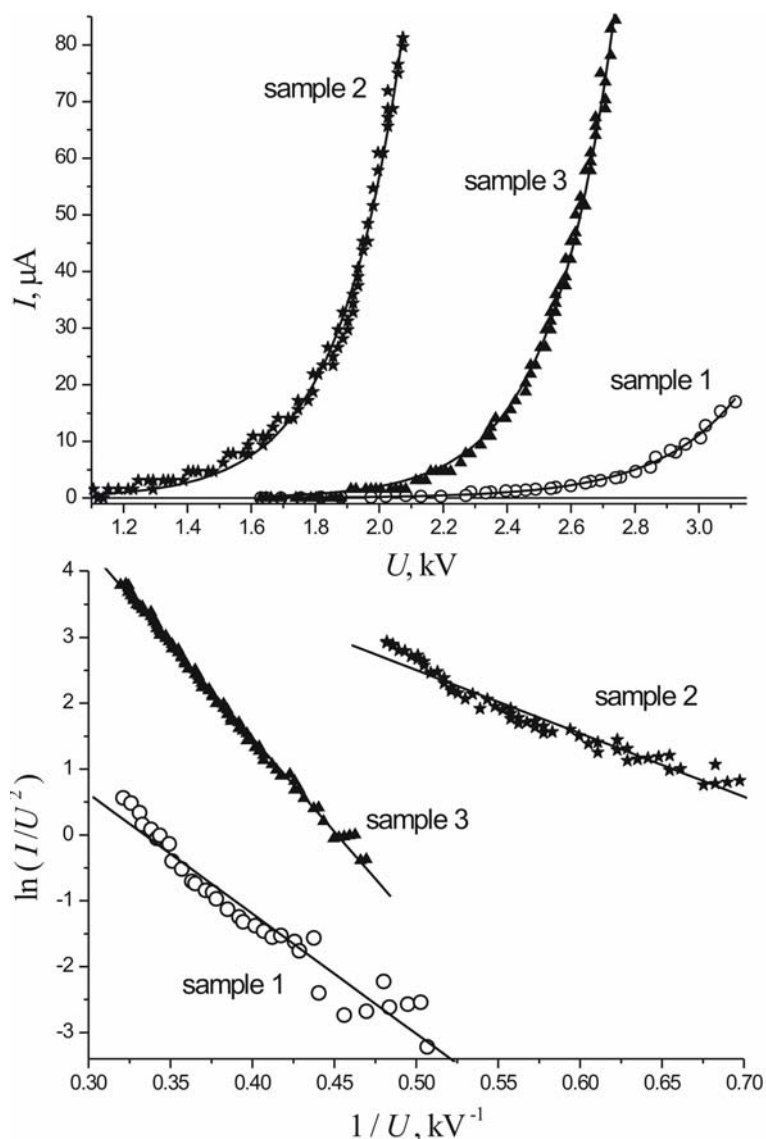 80
70
60
50
40
30
20
10
0
I, μA
sample 2
sample 3
sample 1
1.2 1.4 1.6 1.8 2.0 2.2 2.4 2.6 2.8 3.0
U, kV
4
3
2
1
0
-1
-2
-3
ln ( I /U ²)
sample 2
sample 3
sample 1
0.30 0.35 0.40 0.45 0.50 0.55 0.60 0.65 0.70
1/ U, kV⁻¹